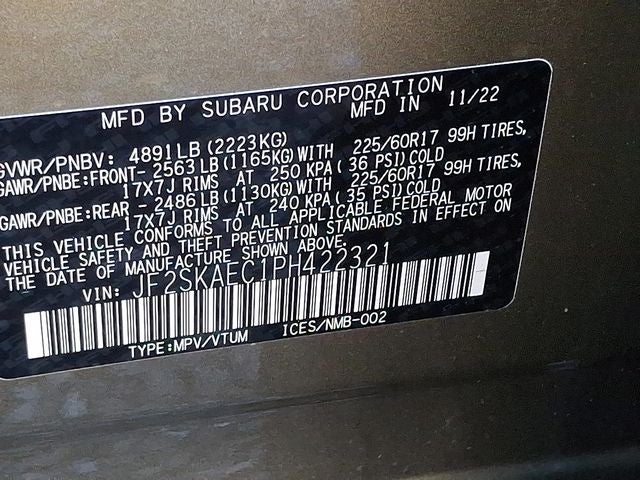 MFD BY SUBARU CORPORATION
MFD IN 11/22
GVWR/PNBV: 4891LB(2223KG)
GAWR/PNBE:FRONT- 2563LB(1165KG)WITH 225/60R17 99H TIRES,
17X7J RIMS AT 250 KPA( 36 PSI)COLD
GAWR/PNBE:REAR - 2486LB(1130KG)WITH 225/60R17 99H TIRES,
17X7J RIMS AT 240 KPA( 35 PSI)COLD
THIS VEHICLE CONFORMS TO ALL APPLICABLE FEDERAL MOTOR
VEHICLE SAFETY AND THEFT PREVENTION STANDARDS IN EFFECT ON
THE DATE OF MANUFACTURE SHOWN ABOVE.
VIN: JF2SKAEC1PH422321
TYPE:MPV/VTUM ICES/NMB-002